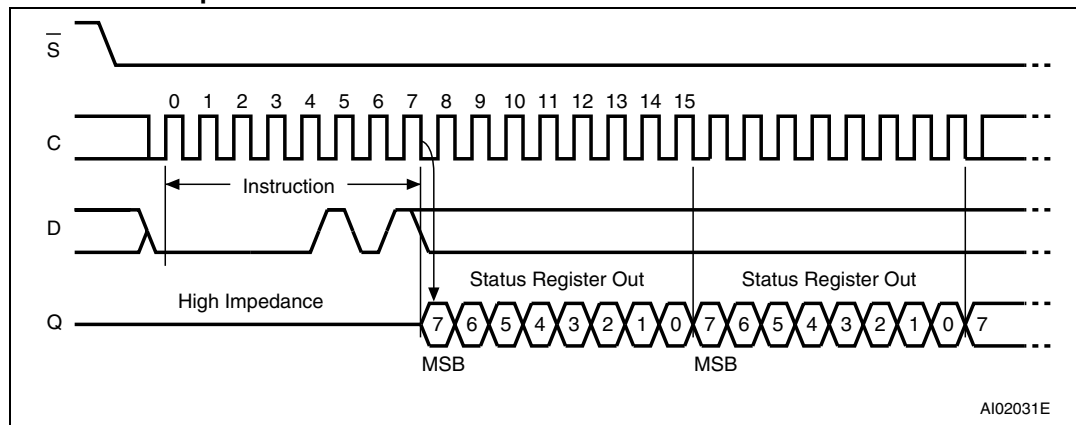 S
0 1 2 3 4 5 6 7 8 9 10 11 12 13 14 15
C
Instruction
D
Status Register Out Status Register Out
High Impedance
Q 7 6 5 4 3 2 1 0 7 6 5 4 3 2 1 0 7
MSB MSB
AI02031E